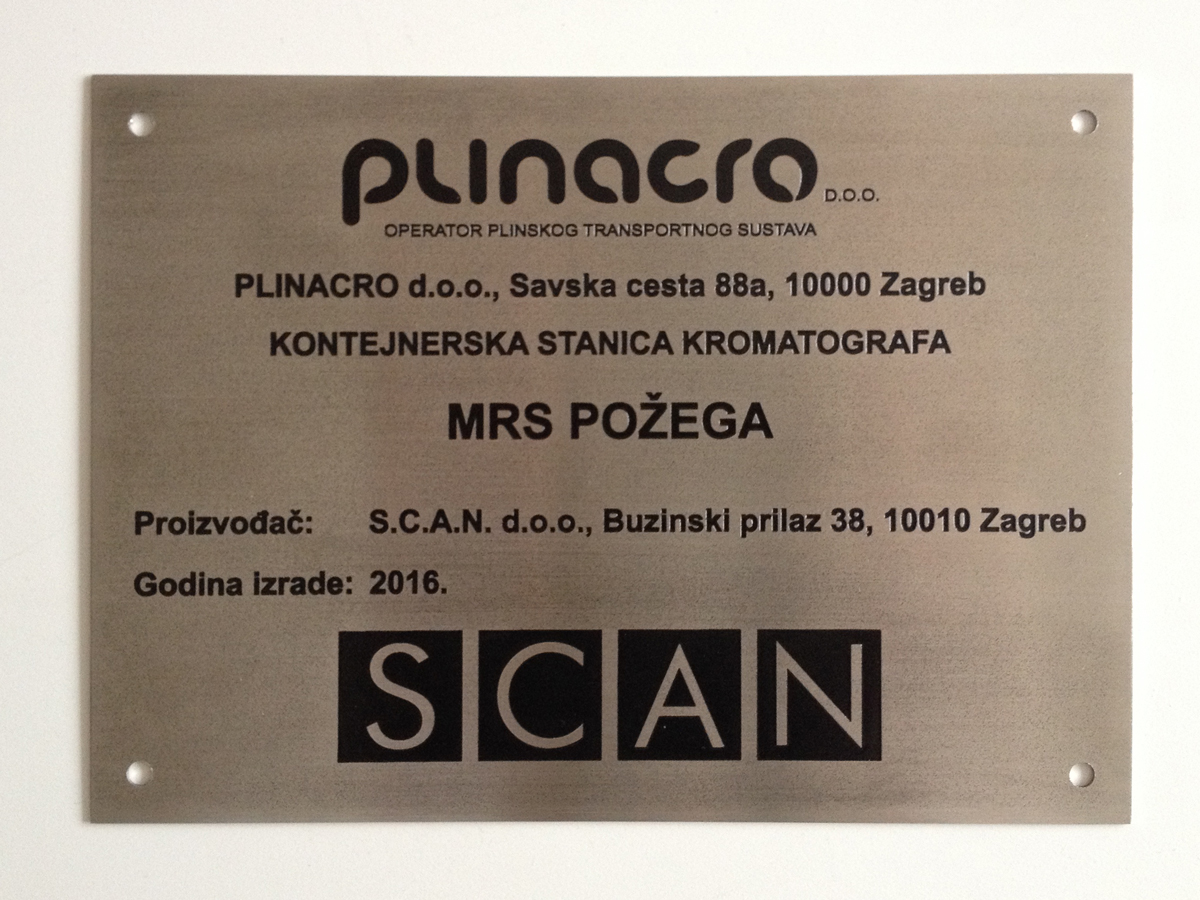 PLINACRO D.O.O.
OPERATOR PLINSKOG TRANSPORTNOG SUSTAVA
PLINACRO d.o.o., Savska cesta 88a, 10000 Zagreb
KONTEJNERSKA STANICA KROMATOGRAFA
MRS POŽEGA
Proizvođač: S.C.A.N. d.o.o., Buzinski prilaz 38, 10010 Zagreb
Godina izrade: 2016.
SCAN